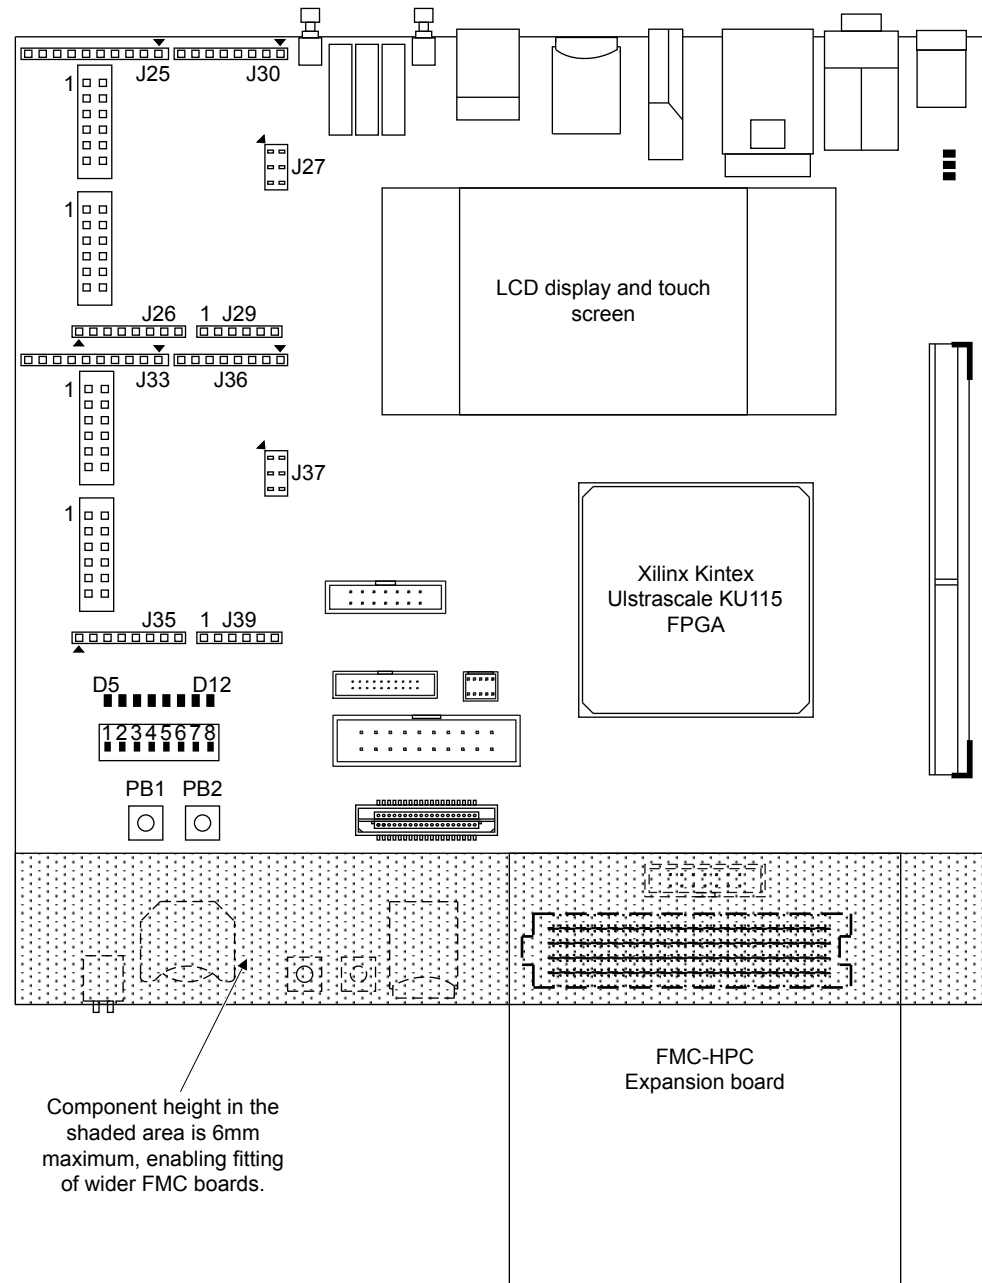 J25 J30
1
J27
1
LCD display and touch
screen
J26 1 J29
J33 J36
1
J37
1
Xilinx Kintex
Ulstrascale KU115
FPGA
J35 1 J39
D5 D12
12345678
PB1 PB2
FMC-HPC
Expansion board
Component height in the
shaded area is 6mm
maximum, enabling fitting
of wider FMC boards.